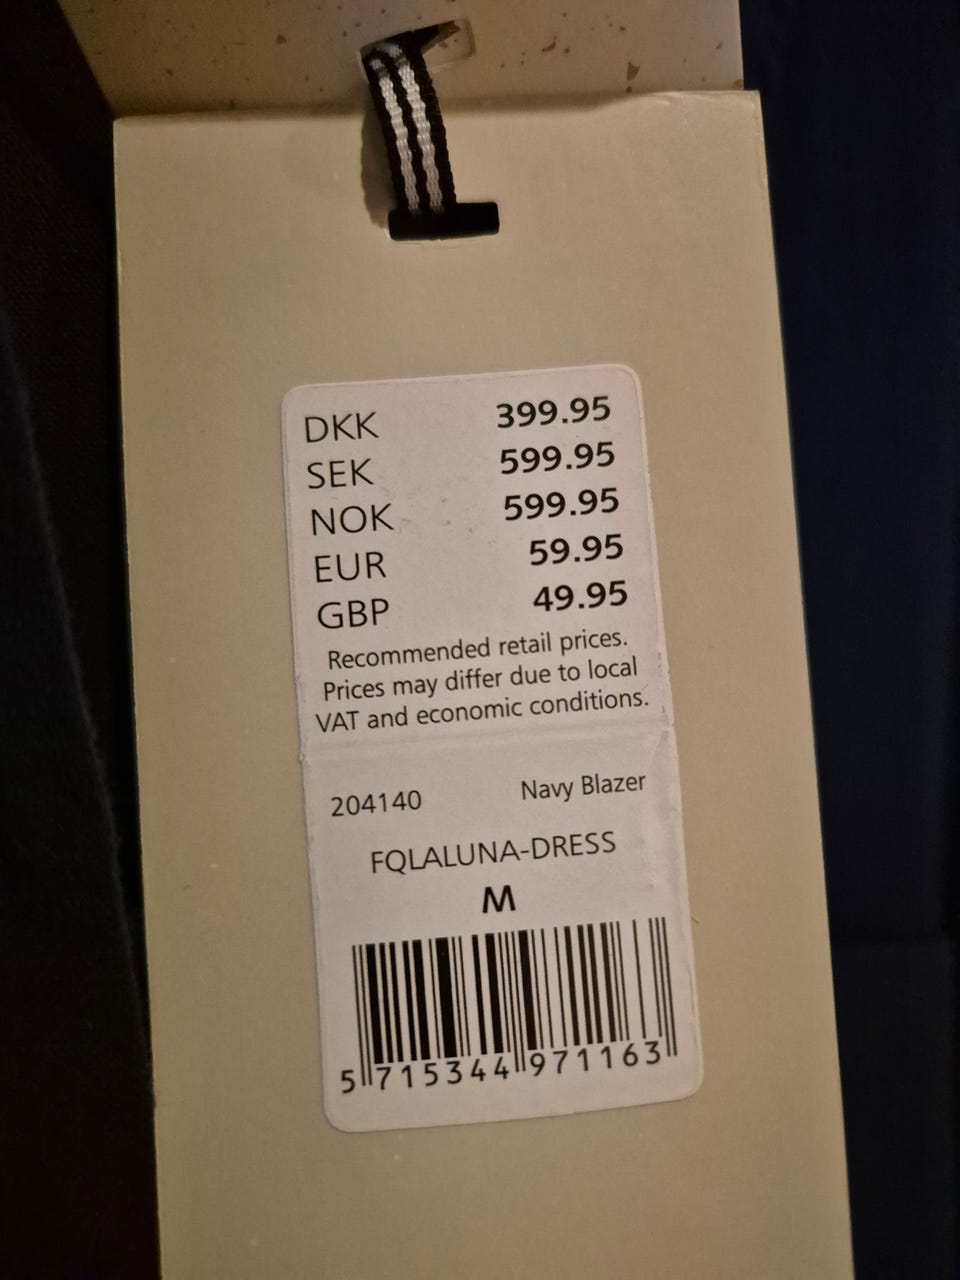 DKK 399.95
SEK 599.95
NOK 599.95
EUR 59.95
GBP 49.95
Recommended retail prices.
Prices may differ due to local
VAT and economic conditions.
204140 Navy Blazer
FQLALUNA-DRESS
M
5 715344 971163